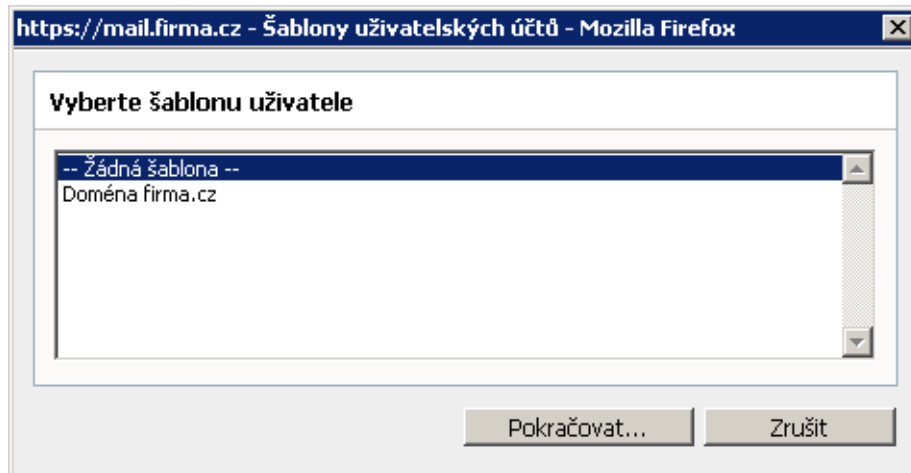 https://mail.firma.cz - Šablony uživatelských účtů - Mozilla Firefox
Vyberte šablonu uživatele
-- Žádná šablona --
Doména firma.cz
Pokračovat... Zrušit